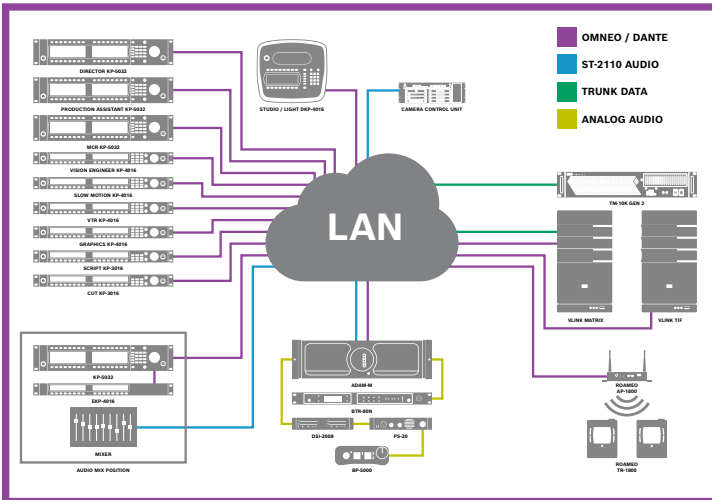 DIRECTOR KP-5032
PRODUCTION ASSISTANT KP-5032
MCR KP-5032
VISION ENGINEER KP-4016
SLOW MOTION KP-4016
VTR KP-4016
GRAPHICS KP-4016
SCRIPT KP-3016
CUT KP-3016
STUDIO / LIGHT DKP-4016
CAMERA CONTROL UNIT
OMNEO / DANTE
ST-2110 AUDIO
TRUNK DATA
ANALOG AUDIO
LAN
TM-10K GEN 2
VLINK MATRIX
VLINK TIF
KP-5032
EKP-4016
MIXER
AUDIO MIX POSITION
ADAM-M
BTR-80N
DSI-2008
PS-20
BP-5000
ROAMEO
AP-1800
ROAMEO
TR-1800